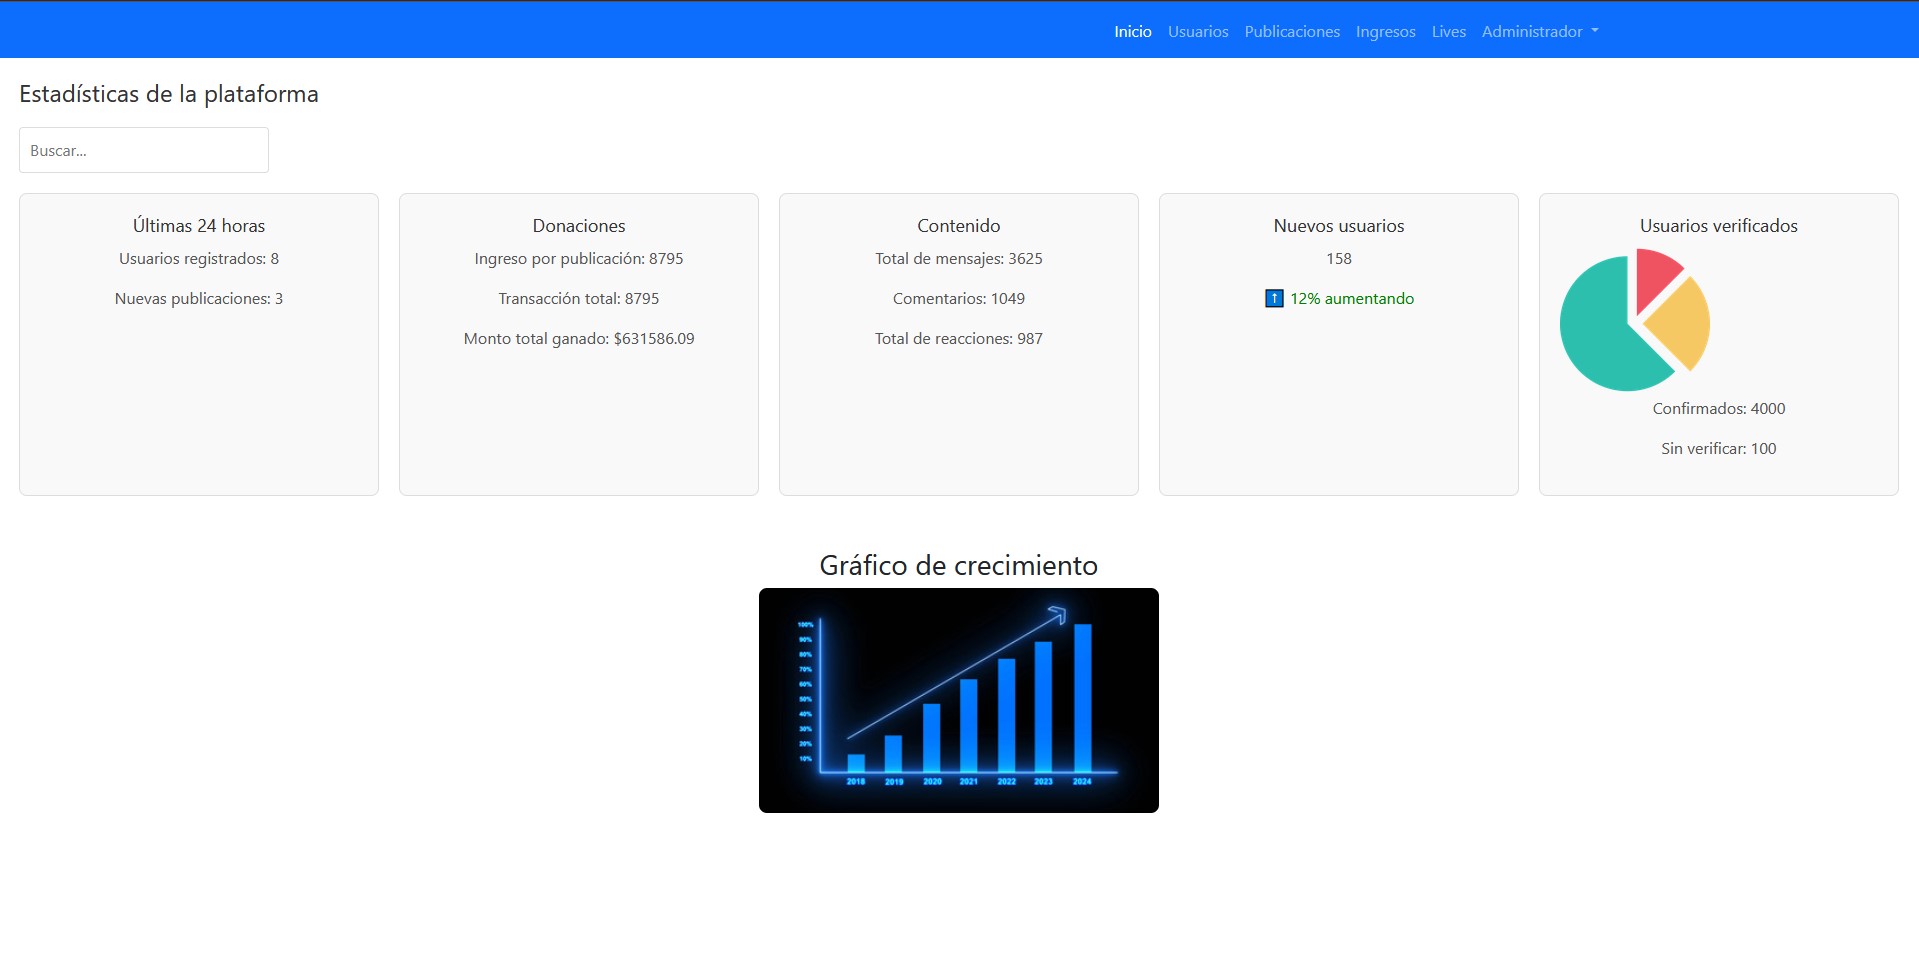 Inicio Usuarios Publicaciones Ingresos Lives Administrador
Estadísticas de la plataforma
Buscar...
Últimas 24 horas
Usuarios registrados: 8
Nuevas publicaciones: 3
Donaciones
Ingreso por publicación: 8795
Transacción total: 8795
Monto total ganado: $631586.09
Contenido
Total de mensajes: 3625
Comentarios: 1049
Total de reacciones: 987
Nuevos usuarios
158
↑ 12% aumentando
Usuarios verificados
Confirmados: 4000
Sin verificar: 100
Gráfico de crecimiento
100%
90%
80%
70%
60%
50%
40%
30%
20%
10%
2018 2019 2020 2021 2022 2023 2024